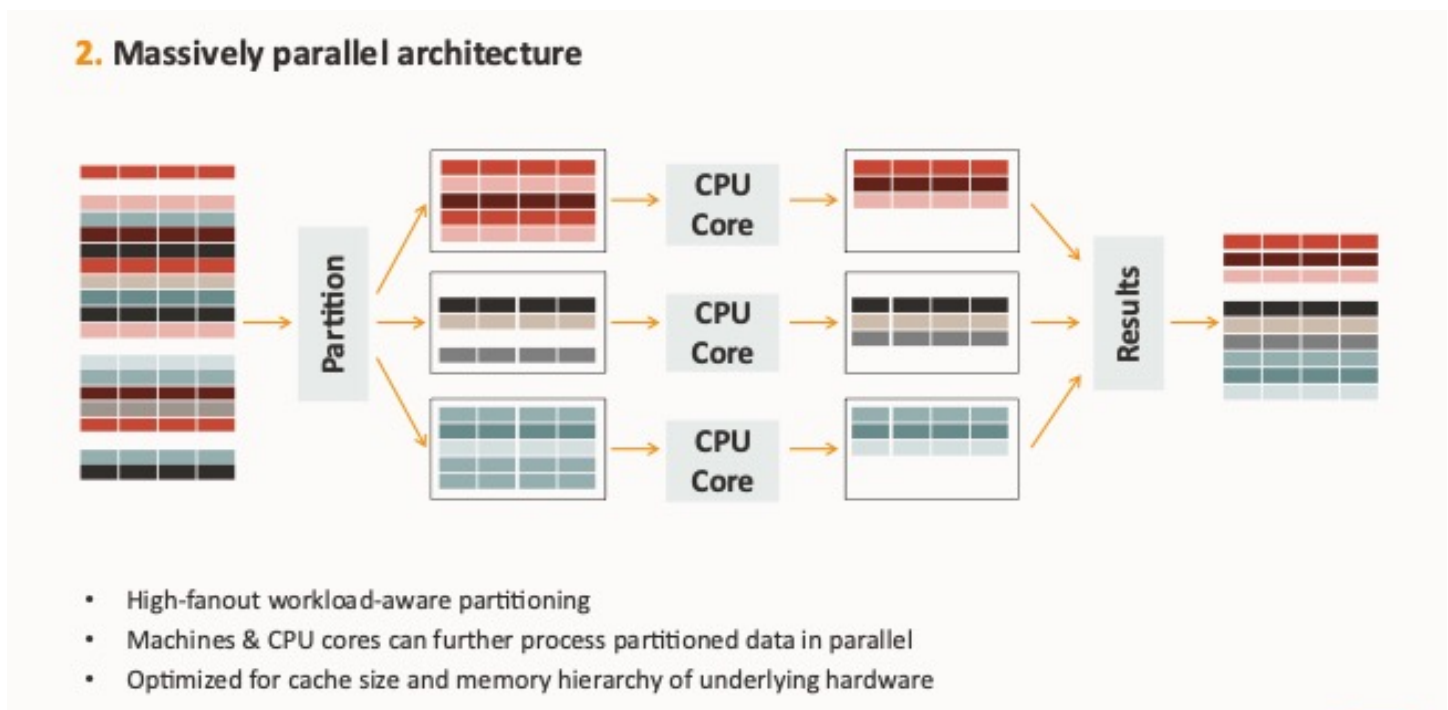 2. Massively parallel architecture
Partition
CPU
Core
CPU
Core
CPU
Core
Results
• High-fanout workload-aware partitioning
• Machines & CPU cores can further process partitioned data in parallel
• Optimized for cache size and memory hierarchy of underlying hardware